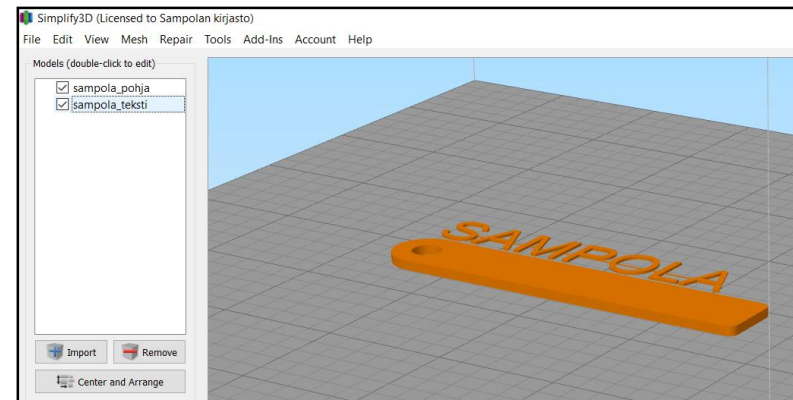 Simplify3D (Licensed to Sampolan kirjasto)
File Edit View Mesh Repair Tools Add-Ins Account Help
Models (double-click to edit)
sampola_pohja
sampola_teksti
SAMPOLA
Import Remove
Center and Arrange